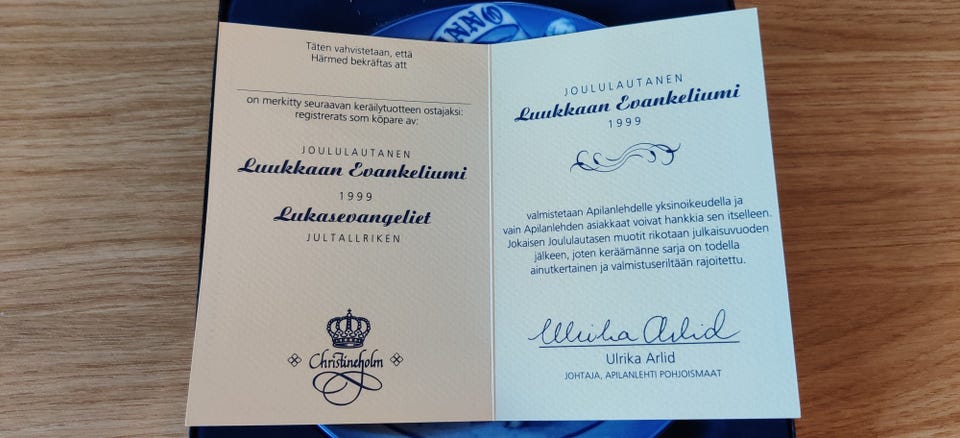 Täten vahvistetaan, että
Härmed bekräftas att
on merkitty seuraavan keräilytuotteen ostajaksi:
registrerats som köpare av:
JOULULAUTANEN
Luukkaan Evankeliumi
1999
Lukasevangeliet
JULTALLRIKEN
Christineholm
JOULULAUTANEN
Luukkaan Evankeliumi
1999
valmistetaan Apilanlehdelle yksinoikeudella ja
vain Apilanlehden asiakkaat voivat hankkia sen itselleen.
Jokaisen Joululautasen muotit rikotaan julkaisuvuoden
jälkeen, joten keräämänne sarja on todella
ainutkertainen ja valmistuseriltään rajoitettu.
Ulrika Arlid
Ulrika Arlid
JOHTAJA, APILANLEHTI POHJOISMAAT